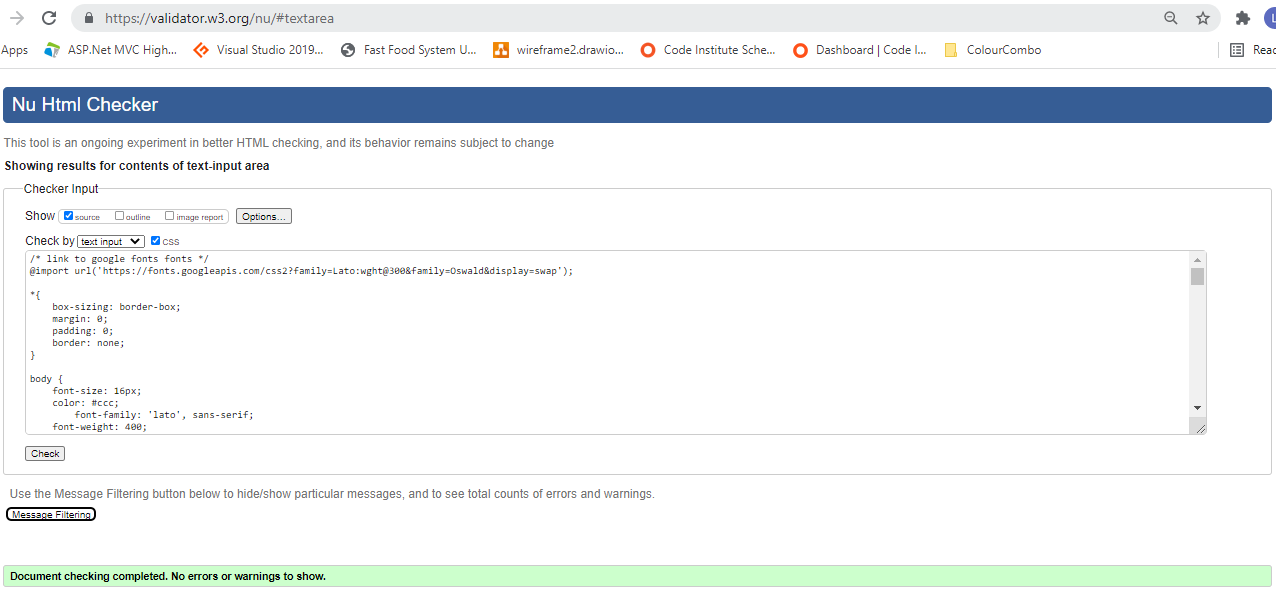 https://validator.w3.org/nu/#textarea
Apps ASP.Net MVC High... Visual Studio 2019... Fast Food System U... wireframe2.drawio... Code Institute Sche... Dashboard | Code I... ColourCombo Reac
Nu Html Checker
This tool is an ongoing experiment in better HTML checking, and its behavior remains subject to change
Showing results for contents of text-input area
Checker Input
Show source outline image report Options...
Check by text input css
/* link to google fonts fonts */
@import url('https://fonts.googleapis.com/css2?family=Lato:wght@300&family=Oswald&display=swap');
*{
box-sizing: border-box;
margin: 0;
padding: 0;
border: none;
}
body {
font-size: 16px;
color: #ccc;
font-family: 'lato', sans-serif;
font-weight: 400;
Check
Use the Message Filtering button below to hide/show particular messages, and to see total counts of errors and warnings.
Message Filtering
Document checking completed. No errors or warnings to show.